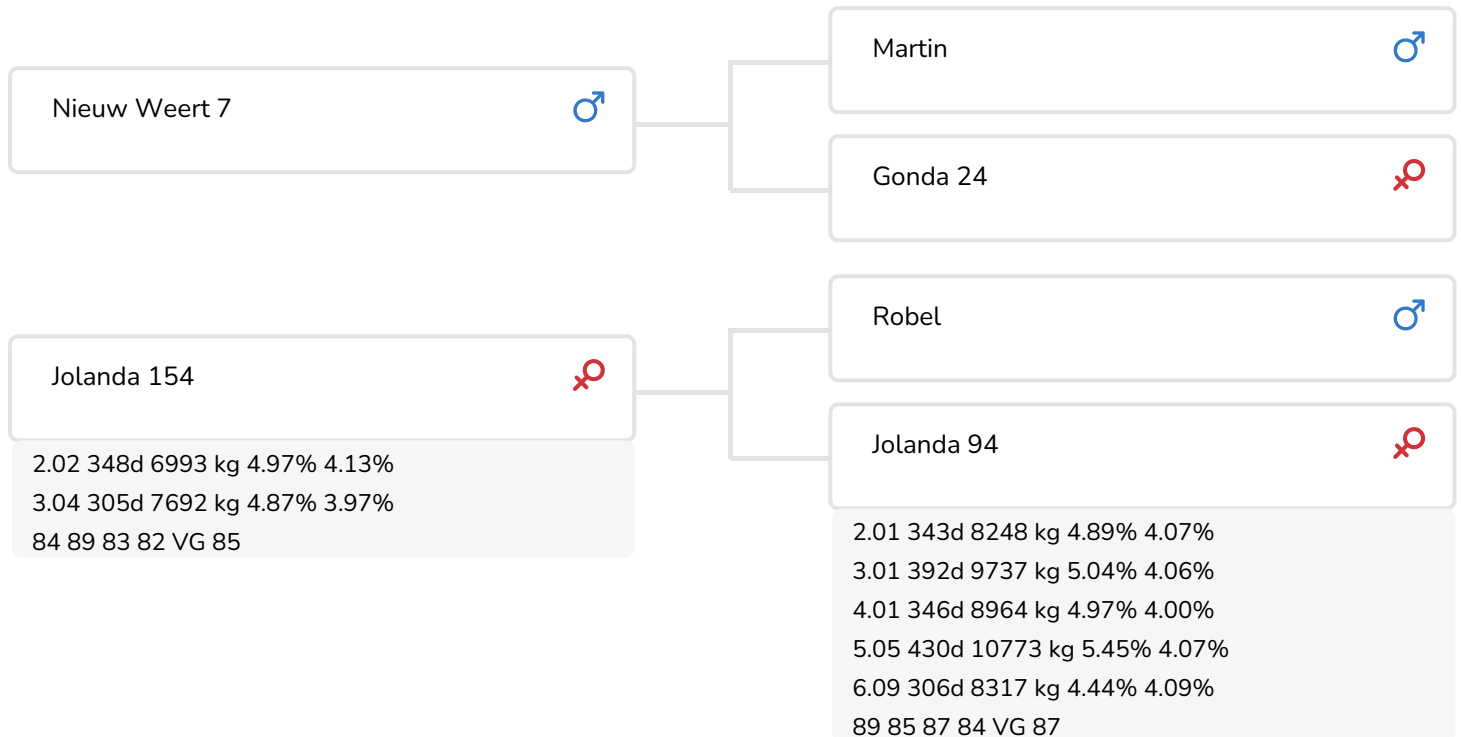 Nieuw Weert 7
Martin
Gonda 24
Jolanda 154
2.02 348d 6993 kg 4.97% 4.13%
3.04 305d 7692 kg 4.87% 3.97%
84 89 83 82 VG 85
Robel
Jolanda 94
2.01 343d 8248 kg 4.89% 4.07%
3.01 392d 9737 kg 5.04% 4.06%
4.01 346d 8964 kg 4.97% 4.00%
5.05 430d 10773 kg 5.45% 4.07%
6.09 306d 8317 kg 4.44% 4.09%
89 85 87 84 VG 87